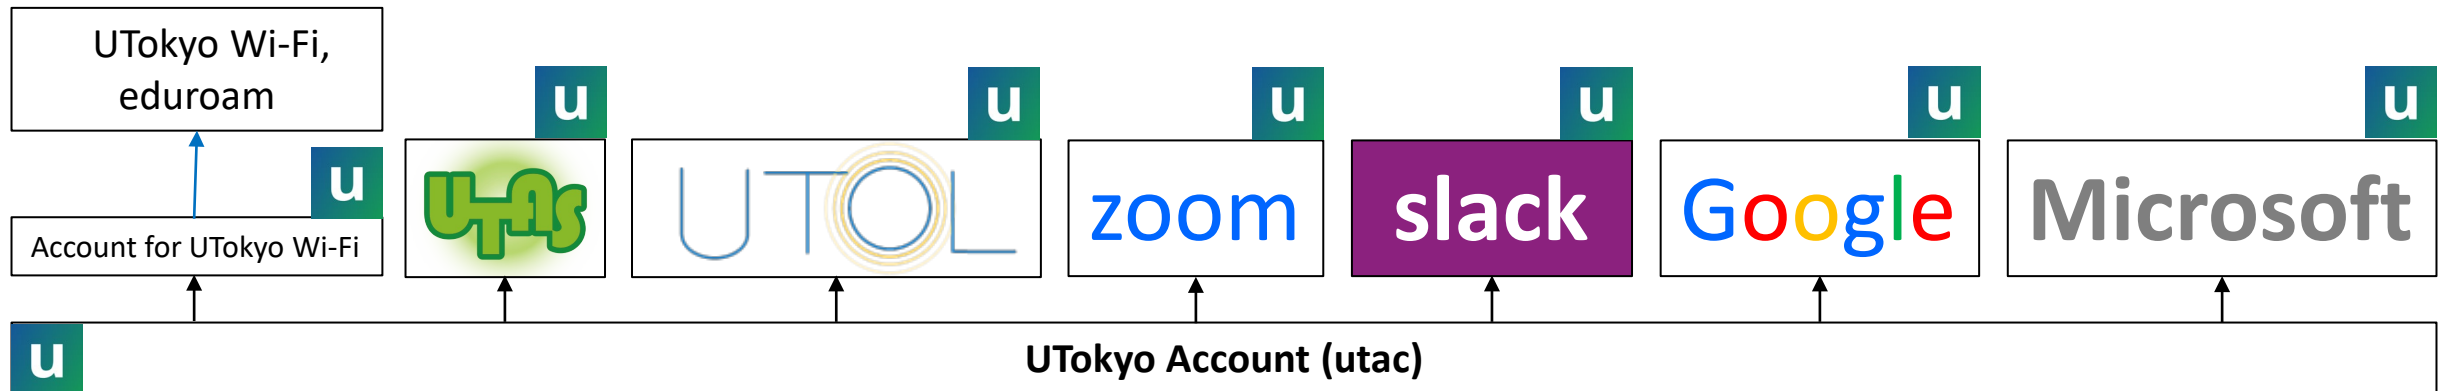 UTokyo Wi-Fi,
eduroam
u
Account for UTokyo Wi-Fi
u
UTAS
u
UTOL
u
zoom
u
slack
u
Google
u
Microsoft
u
UTokyo Account (utac)